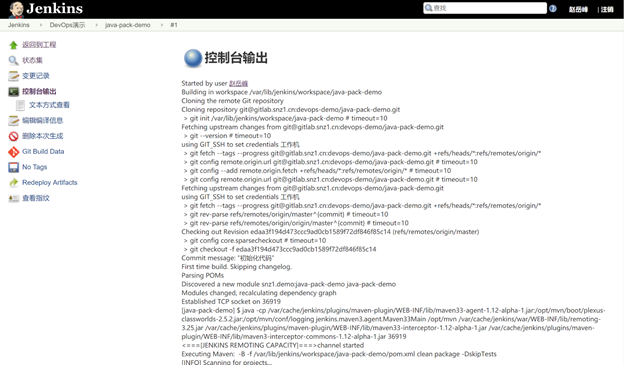 Jenkins
查找
赵岳峰 | 注销
Jenkins DevOps演示 java-pack-demo #1
返回到工程
状态集
变更记录
控制台输出
文本方式查看
编辑编译信息
删除本次生成
Git Build Data
No Tags
Redeploy Artifacts
查看指纹
控制台输出
Started by user 赵岳峰
Building in workspace /var/lib/jenkins/workspace/java-pack-demo
Cloning the remote Git repository
Cloning repository git@gitlab.snz1.cn:devops-demo/java-pack-demo.git
> git init /var/lib/jenkins/workspace/java-pack-demo # timeout=10
Fetching upstream changes from git@gitlab.snz1.cn:devops-demo/java-pack-demo.git
> git --version # timeout=10
using GIT_SSH to set credentials 工作机
> git fetch --tags --progress git@gitlab.snz1.cn:devops-demo/java-pack-demo.git +refs/heads/*:refs/remotes/origin/*
> git config remote.origin.url git@gitlab.snz1.cn:devops-demo/java-pack-demo.git # timeout=10
> git config --add remote.origin.fetch +refs/heads/*:refs/remotes/origin/* # timeout=10
> git config remote.origin.url git@gitlab.snz1.cn:devops-demo/java-pack-demo.git # timeout=10
Fetching upstream changes from git@gitlab.snz1.cn:devops-demo/java-pack-demo.git
using GIT_SSH to set credentials 工作机
> git fetch --tags --progress git@gitlab.snz1.cn:devops-demo/java-pack-demo.git +refs/heads/*:refs/remotes/origin/*
> git rev-parse refs/remotes/origin/master^{commit} # timeout=10
> git rev-parse refs/remotes/origin/origin/master^{commit} # timeout=10
Checking out Revision edaa3f194d473ccc9ad0cb1589f72df846f85c14 (refs/remotes/origin/master)
> git config core.sparsecheckout # timeout=10
> git checkout -f edaa3f194d473ccc9ad0cb1589f72df846f85c14
Commit message: "初始化代码"
First time build. Skipping changelog.
Parsing POMs
Discovered a new module snz1.demo:java-pack-demo java-pack-demo
Modules changed, recalculating dependency graph
Established TCP socket on 36919
[java-pack-demo] $ java -cp /var/cache/jenkins/plugins/maven-plugin/WEB-INF/lib/maven33-agent-1.12-alpha-1.jar:/opt/mvn/boot/plexus-
classworlds-2.5.2.jar:/opt/mvn/conf/logging jenkins.maven3.agent.Maven33Main /opt/mvn /var/cache/jenkins/war/WEB-INF/lib/remoting-
3.25.jar /var/cache/jenkins/plugins/maven-plugin/WEB-INF/lib/maven33-interceptor-1.12-alpha-1.jar /var/cache/jenkins/plugins/maven-
plugin/WEB-INF/lib/maven3-interceptor-commons-1.12-alpha-1.jar 36919
<===[JENKINS REMOTING CAPACITY]===>channel started
Executing Maven: -B -f /var/lib/jenkins/workspace/java-pack-demo/pom.xml clean package -DskipTests
[INFO] Scanning for projects...